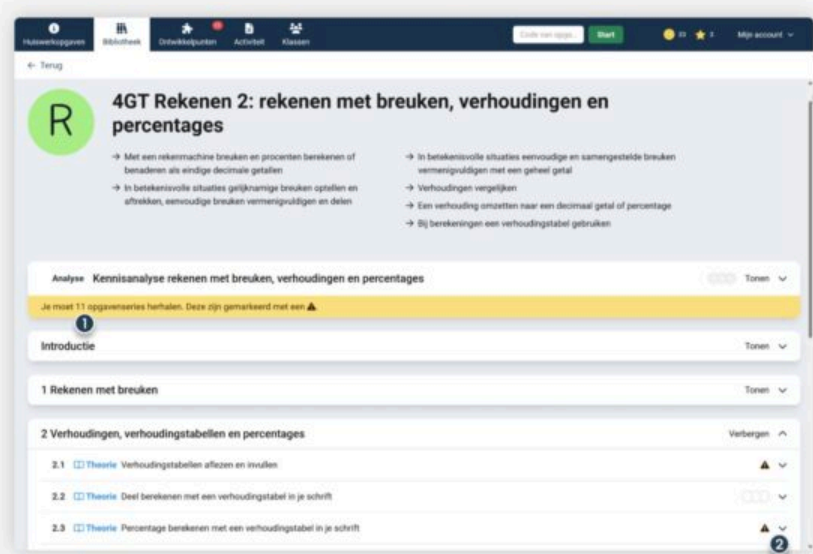 Huiswerkopgaven
Bibliotheek
Ontwikkelpunten
Activiteit
Klassen
Start
Mijn account
← Terug
R
4GT Rekenen 2: rekenen met breuken, verhoudingen en
percentages
→ Met een rekenmachine breuken en procenten berekenen of
benaderen als eindige decimale getallen
→ In betekenisvolle situaties gelijknamige breuken optellen en
aftrekken, eenvoudige breuken vermenigvuldigen en delen
→ In betekenisvolle situaties eenvoudige en samengestelde breuken
vermenigvuldigen met een geheel getal
→ Verhoudingen vergelijken
→ Een verhouding omzetten naar een decimaal getal of percentage
→ Bij berekeningen een verhoudingstabel gebruiken
Analyse Kennisanalyse rekenen met breuken, verhoudingen en percentages Tonen
Je moet 11 opgavenseries herhalen. Deze zijn gemarkeerd met een
1
Introductie Tonen
1 Rekenen met breuken Tonen
2 Verhoudingen, verhoudingstabellen en percentages Verbergen
2.1 Theorie Verhoudingstabellen aflezen en invullen
2.2 Theorie Deel berekenen met een verhoudingstabel in je schrift
2.3 Theorie Percentage berekenen met een verhoudingstabel in je schrift
2